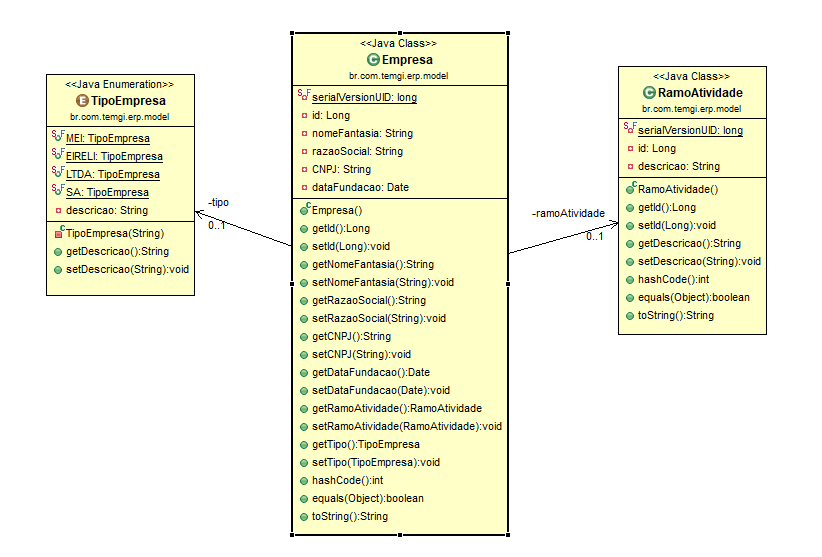 <<Java Enumeration>>
E TipoEmpresa
br.com.temgi.erp.model
S F MEI: TipoEmpresa
S F EIRELI: TipoEmpresa
S F LTDA: TipoEmpresa
S F SA: TipoEmpresa
descricao: String
C TipoEmpresa(String)
getDescricao():String
setDescricao(String):void
-tipo
0..1
<<Java Class>>
C Empresa
br.com.temgi.erp.model
S F serialVersionUID: long
id: Long
nomeFantasia: String
razaoSocial: String
CNPJ: String
dataFundacao: Date
C Empresa()
getId():Long
setId(Long):void
getNomeFantasia():String
setNomeFantasia(String):void
getRazaoSocial():String
setRazaoSocial(String):void
getCNPJ():String
setCNPJ(String):void
getDataFundacao():Date
setDataFundacao(Date):void
getRamoAtividade():RamoAtividade
setRamoAtividade(RamoAtividade):void
getTipo():TipoEmpresa
setTipo(TipoEmpresa):void
hashCode():int
equals(Object):boolean
toString():String
-ramoAtividade
0..1
<<Java Class>>
C RamoAtividade
br.com.temgi.erp.model
S F serialVersionUID: long
id: Long
descricao: String
C RamoAtividade()
getId():Long
setId(Long):void
getDescricao():String
setDescricao(String):void
hashCode():int
equals(Object):boolean
toString():String